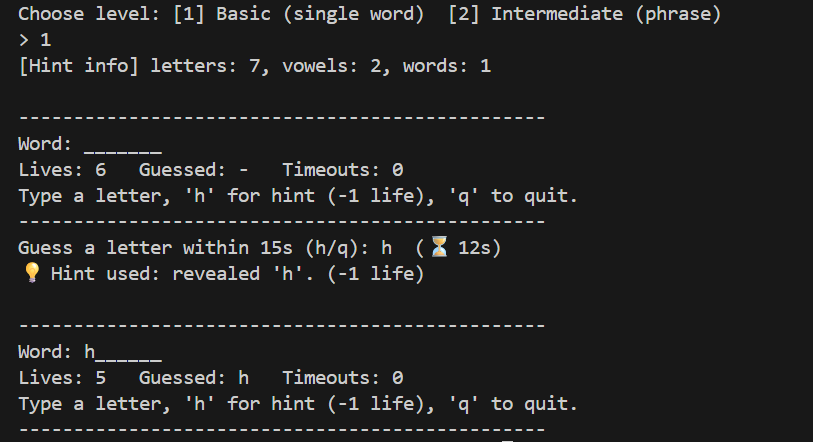 Choose level: [1] Basic (single word)  [2] Intermediate (phrase)
> 1
[Hint info] letters: 7, vowels: 2, words: 1
------------------------------------------------
Word: _______
Lives: 6   Guessed: -   Timeouts: 0
Type a letter, 'h' for hint (-1 life), 'q' to quit.
------------------------------------------------
Guess a letter within 15s (h/q): h  (⏳ 12s)
💡 Hint used: revealed 'h'. (-1 life)
------------------------------------------------
Word: h______
Lives: 5   Guessed: h   Timeouts: 0
Type a letter, 'h' for hint (-1 life), 'q' to quit.
------------------------------------------------